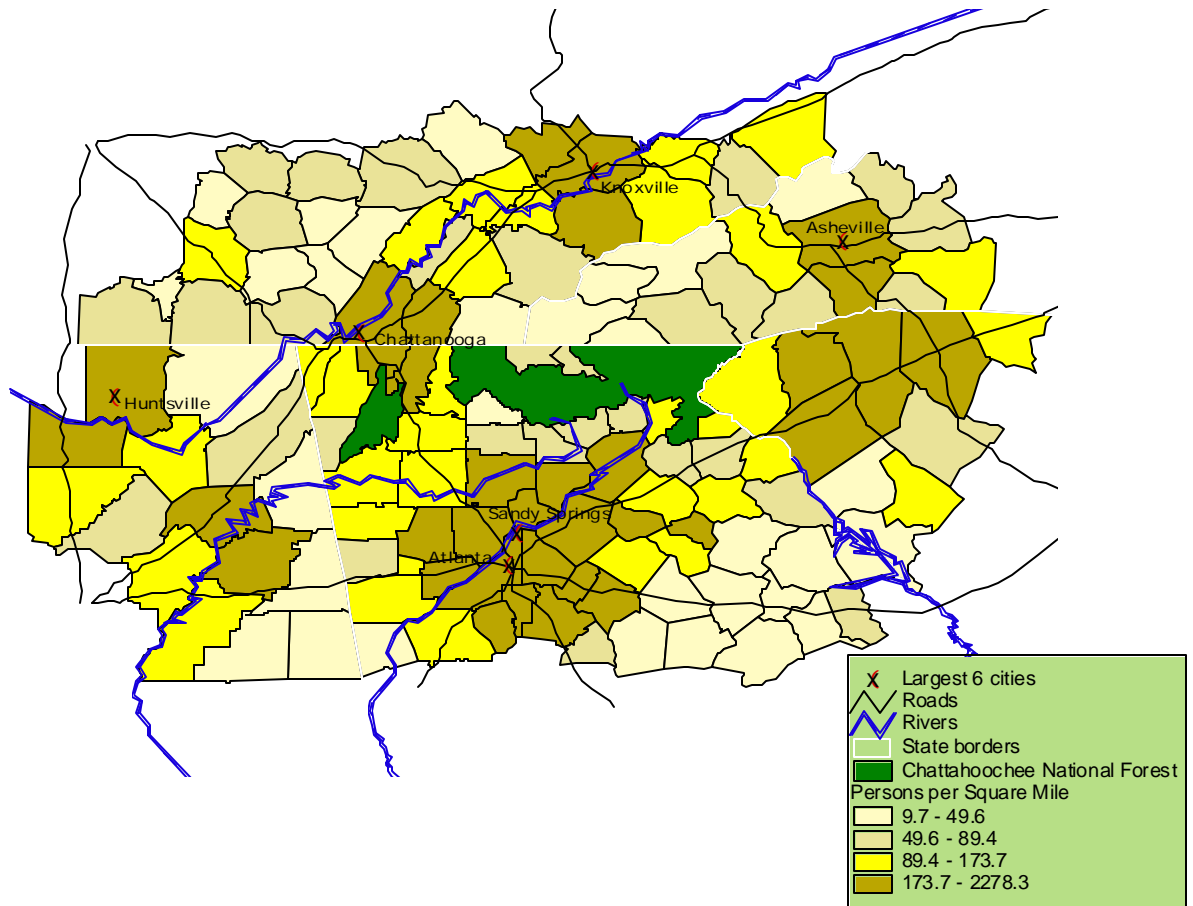 Knoxville
Asheville
Chattanooga
Huntsville
Sandy Springs
Atlanta
Largest 6 cities
Roads
Rivers
State borders
Chattahoochee National Forest
Persons per Square Mile
9.7 - 49.6
49.6 - 89.4
89.4 - 173.7
173.7 - 2278.3